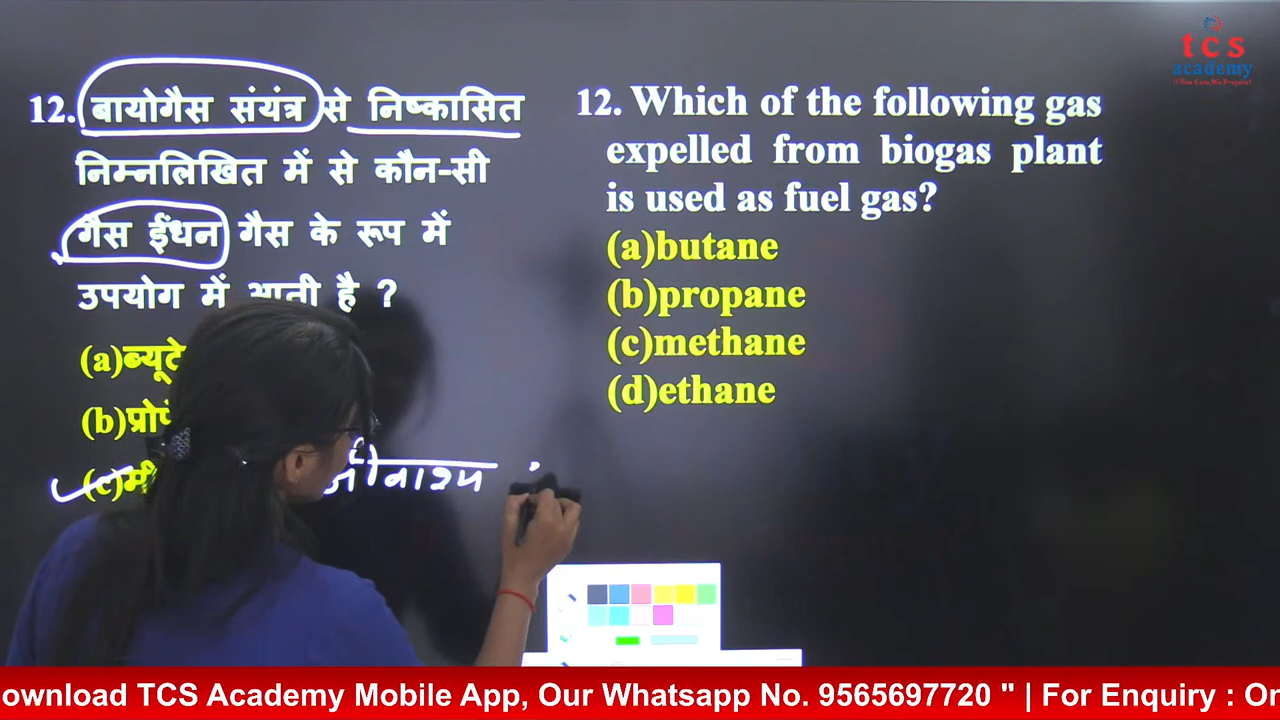 tcs
academy
12. बायोगैस संयंत्र से निष्कासित
निम्नलिखित में से कौन-सी
गैस ईंधन गैस के रूप में
उपयोग में आती है ?
(a)ब्यूटे
(b)प्रोपे
(c)मी
12. Which of the following gas
expelled from biogas plant
is used as fuel gas?
(a)butane
(b)propane
(c)methane
(d)ethane
ownload TCS Academy Mobile App, Our Whatsapp No. 9565697720 " | For Enquiry : Or